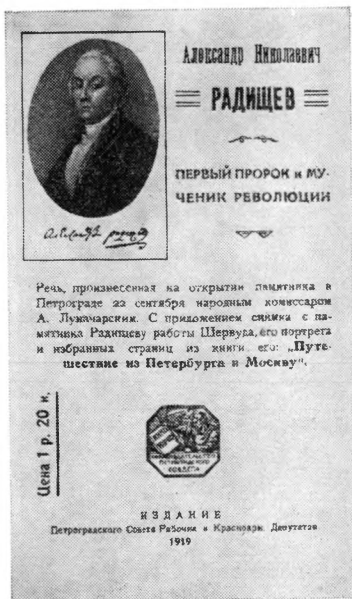 Александр Николаевич
РАДИЩЕВ
ПЕРВЫЙ ПРОРОК и МУ-
ЧЕНИК РЕВОЛЮЦИИ
Речь, произнесенная на открытии памятника в
Петрограде 22 сентября народным комиссаром
А. Луначарским. С приложением снимка с па-
мятника Радищеву работы Шервуда, его портрета
и избранных страниц из книги его: „Путе-
шествие из Петербурга в Москву“.
Цена 1 р. 20 к.
ИЗДАНИЕ
Петроградского Совета Рабочих и Красноарм. Депутатов
1919